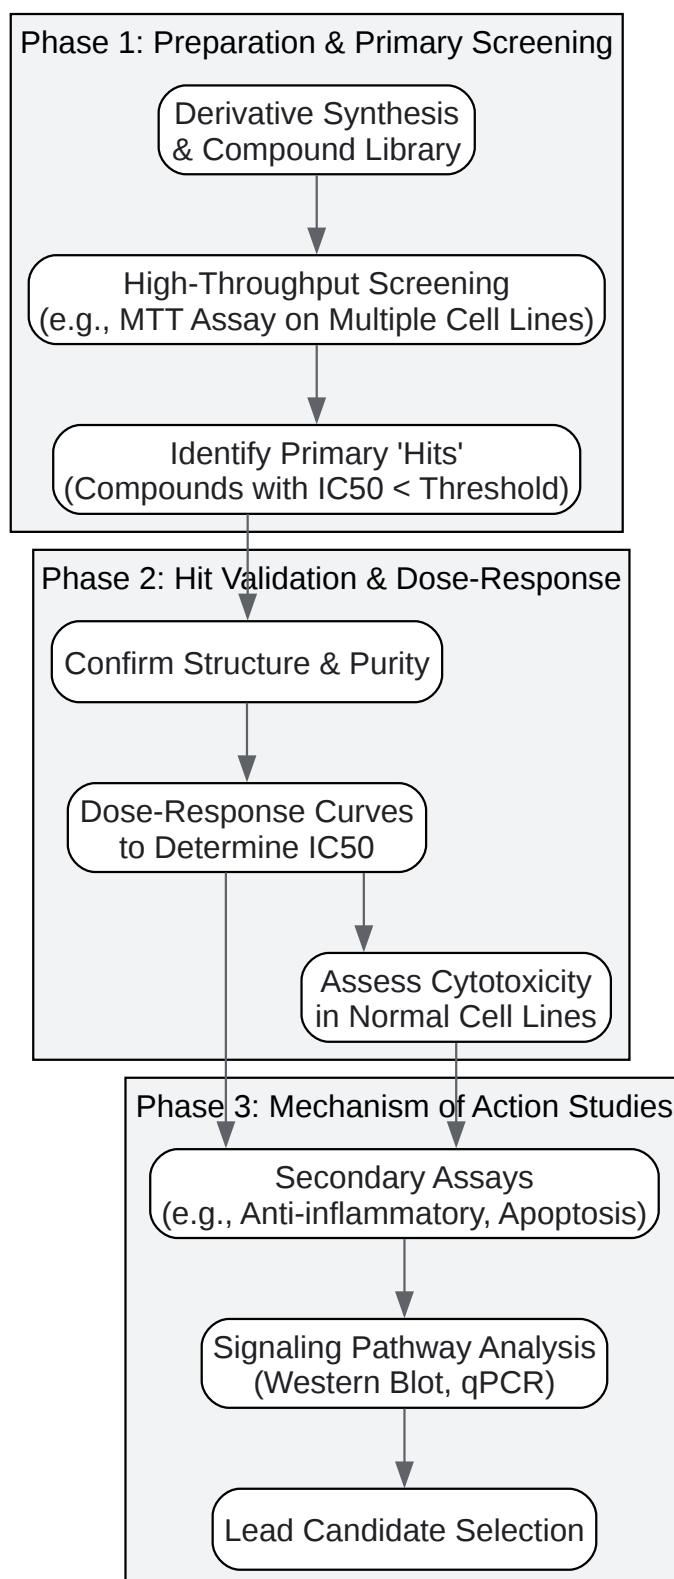 Phase 1: Preparation & Primary Screening
Derivative Synthesis
& Compound Library
High-Throughput Screening
(e.g., MTT Assay on Multiple Cell Lines)
Identify Primary 'Hits'
(Compounds with IC50 < Threshold)
Phase 2: Hit Validation & Dose-Response
Confirm Structure & Purity
Dose-Response Curves
to Determine IC50
Assess Cytotoxicity
in Normal Cell Lines
Phase 3: Mechanism of Action Studies
Secondary Assays
(e.g., Anti-inflammatory, Apoptosis)
Signaling Pathway Analysis
(Western Blot, qPCR)
Lead Candidate Selection